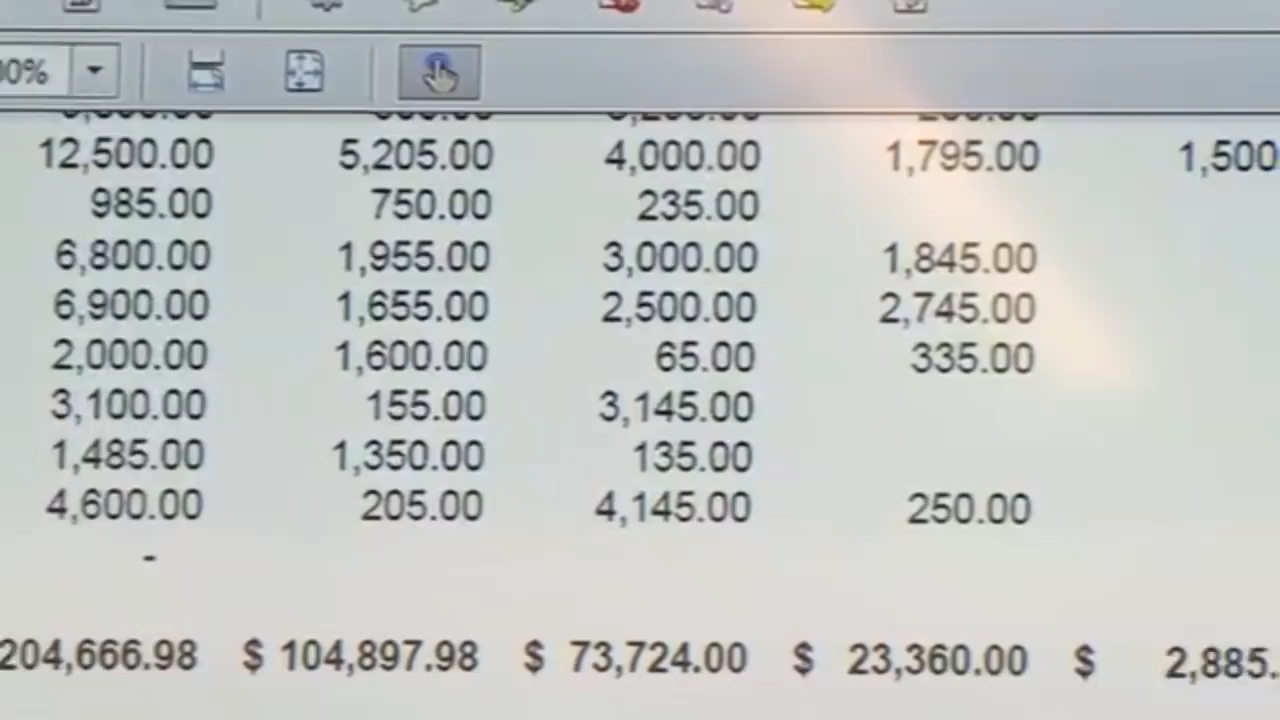 00%
12,500.00 5,205.00 4,000.00 1,795.00 1,500
985.00 750.00 235.00
6,800.00 1,955.00 3,000.00 1,845.00
6,900.00 1,655.00 2,500.00 2,745.00
2,000.00 1,600.00 65.00 335.00
3,100.00 155.00 3,145.00
1,485.00 1,350.00 135.00
4,600.00 205.00 4,145.00 250.00
-
204,666.98 $ 104,897.98 $ 73,724.00 $ 23,360.00 $ 2,885.